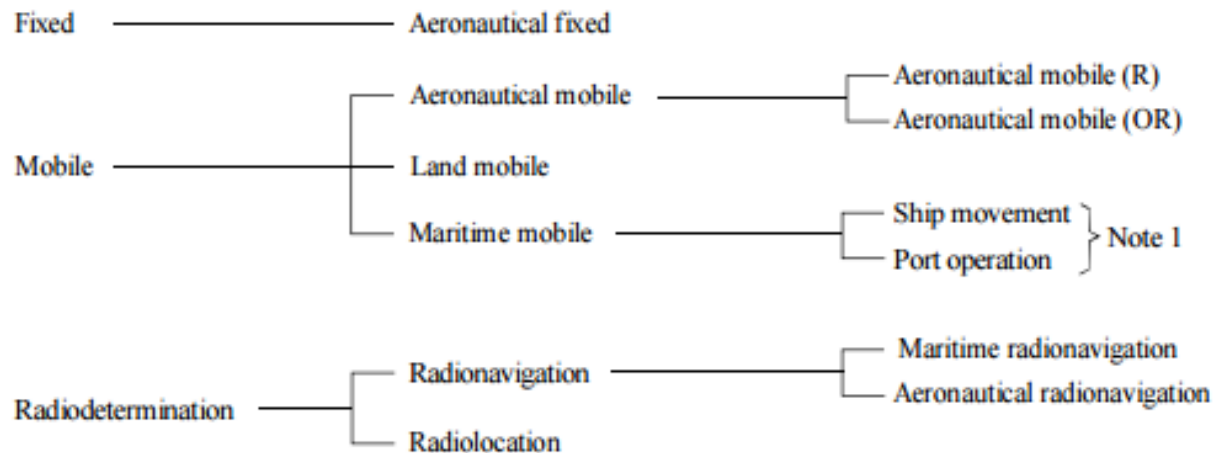 Fixed
Aeronautical fixed
Aeronautical mobile
Aeronautical mobile (R)
Aeronautical mobile (OR)
Mobile
Land mobile
Maritime mobile
Ship movement
Port operation
Note 1
Radiodetermination
Radionavigation
Maritime radionavigation
Aeronautical radionavigation
Radiolocation